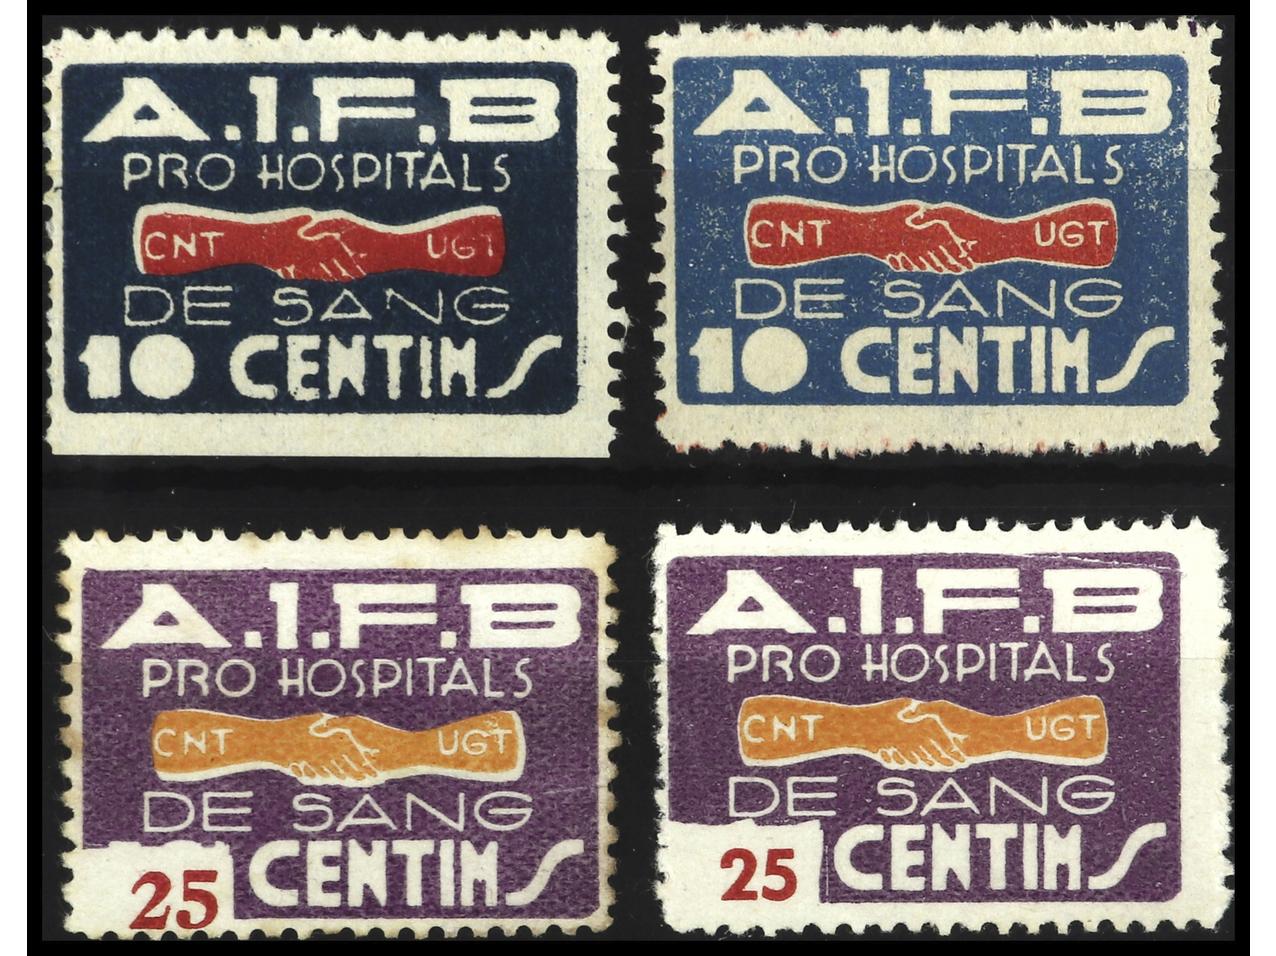 A.I.F.B
PRO HOSPITALS
CNT UGT
DE SANG
10 CENTIMS
A.I.F.B
PRO HOSPITALS
CNT UGT
DE SANG
10 CENTIMS
A.I.F.B
PRO HOSPITALS
CNT UGT
DE SANG
25 CENTIMS
A.I.F.B
PRO HOSPITALS
CNT UGT
DE SANG
25 CENTIMS